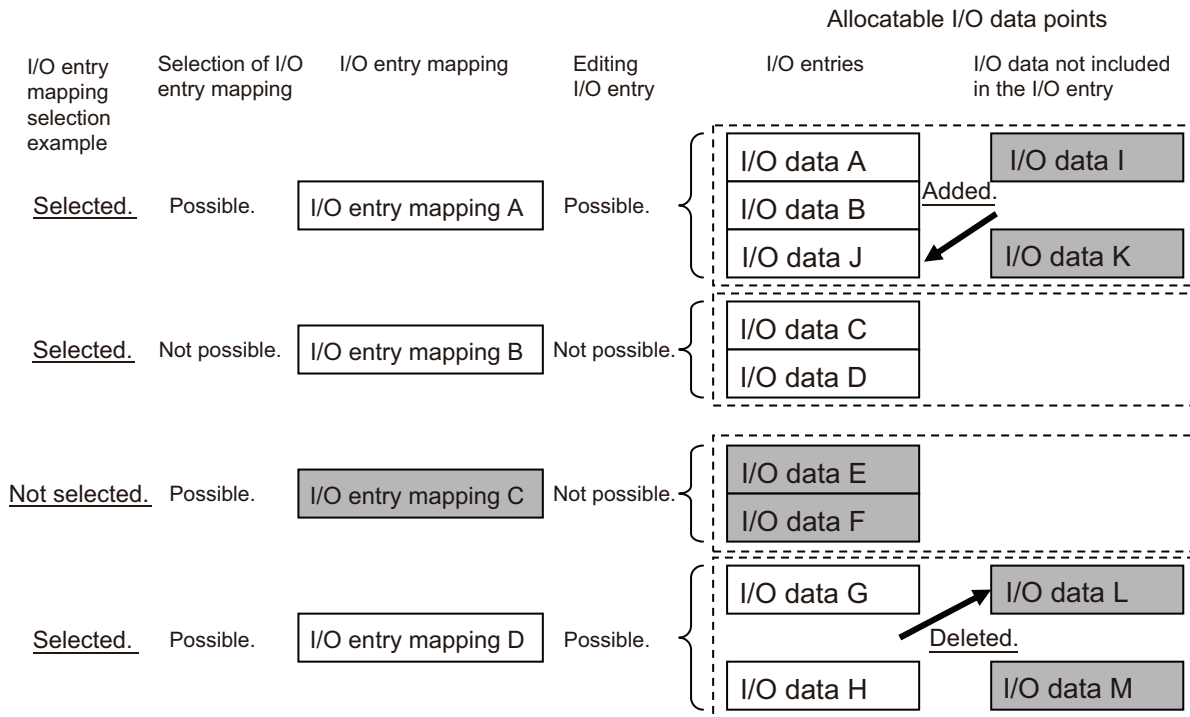 Allocatable I/O data points
I/O entry
mapping
selection
example
Selection of I/O
entry mapping
I/O entry mapping
Editing
I/O entry
I/O entries
I/O data not included
in the I/O entry
Selected.
Possible.
I/O entry mapping A
Possible.
I/O data A
I/O data B
I/O data J
Added.
I/O data I
I/O data K
Selected.
Not possible.
I/O entry mapping B
Not possible.
I/O data C
I/O data D
Not selected.
Possible.
I/O entry mapping C
Not possible.
I/O data E
I/O data F
Selected.
Possible.
I/O entry mapping D
Possible.
I/O data G
I/O data H
Deleted.
I/O data L
I/O data M